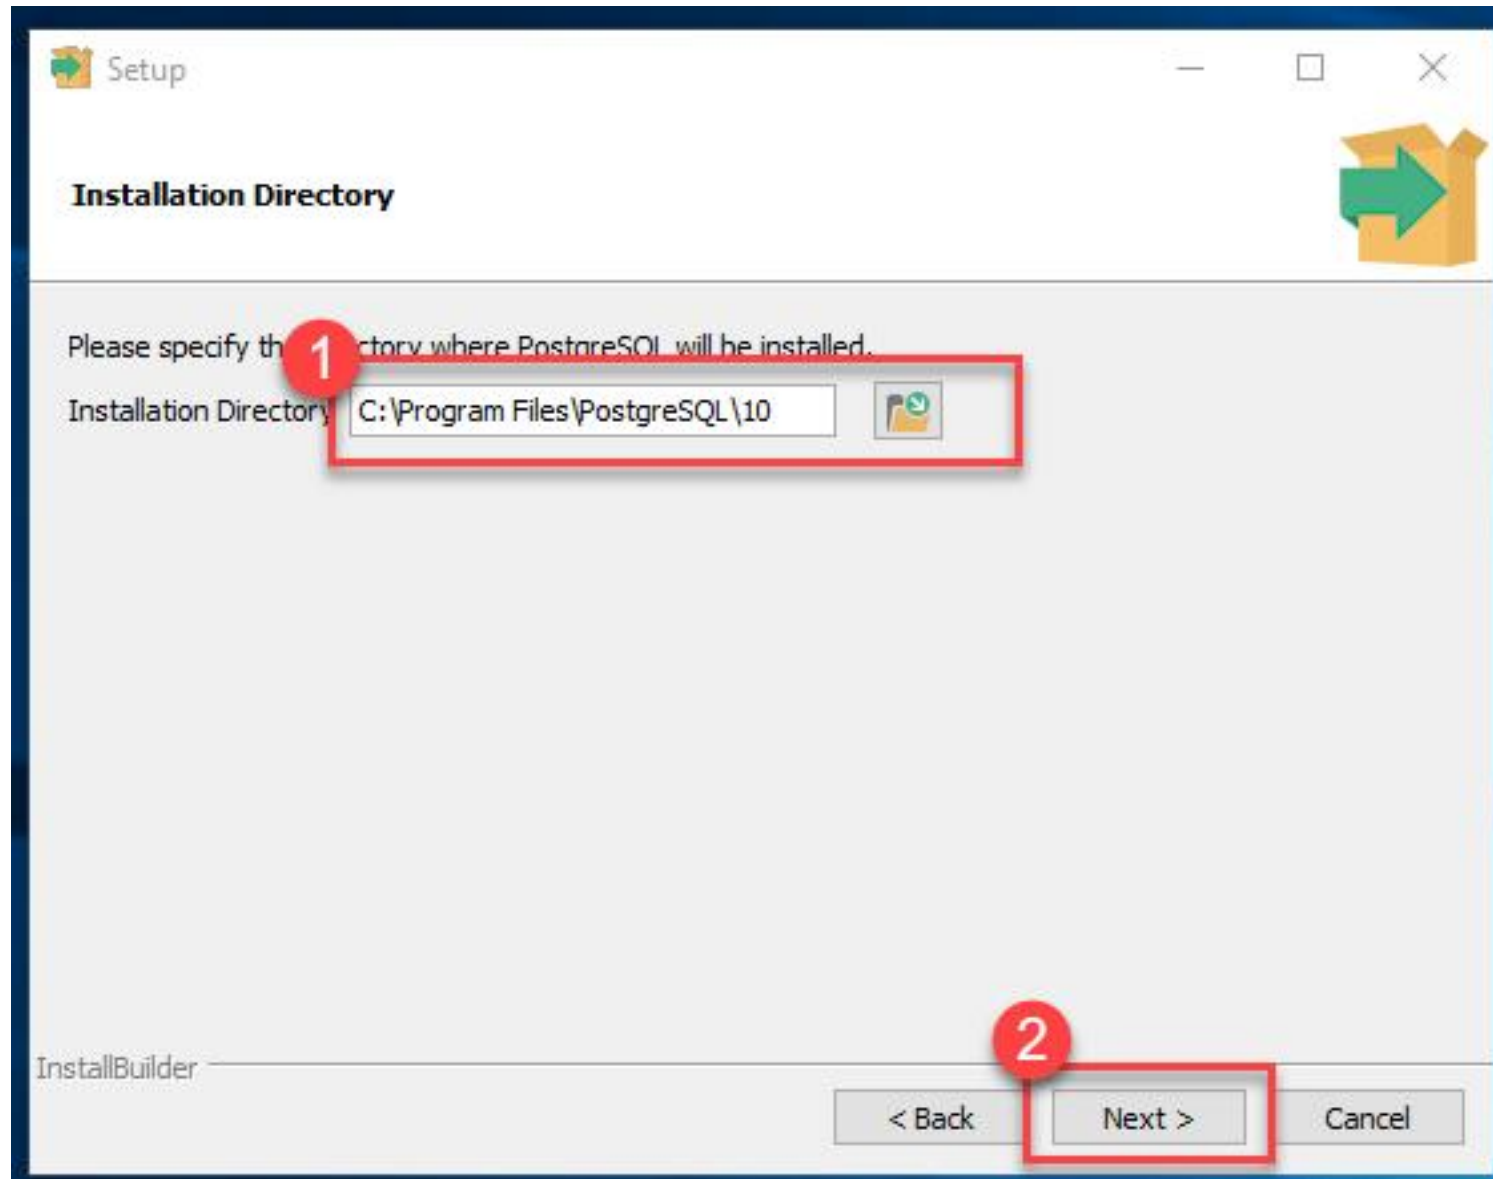 Setup
Installation Directory
Please specify th ctory where PostgreSQL will be installed.
1
Installation Directory C:\Program Files\PostgreSQL\10
2
InstallBuilder
< Back Next > Cancel